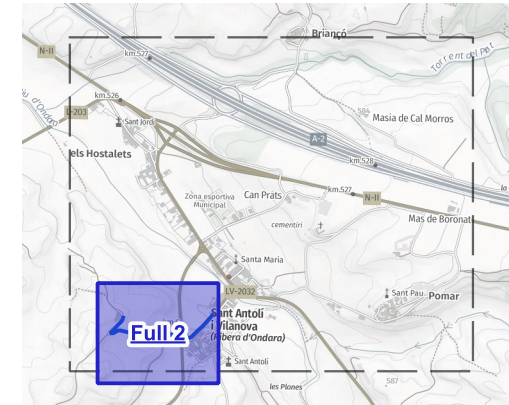 Briançó
N-II
km.527
Torrent del Pat
km.526
584
Masia de Cal Morros
L-203
Sant Jordi
A-2
els Hostalets
km.528
Zona esportiva
Municipal
Can Prats
km.527
N-II
cementiri
Mas de Boronat
Santa Maria
LV-2032
Sant Pau
Pomar
Sant Antolí
i Vilanova
(Ribera d'Ondara)
Full 2
Sant Antolí
les Planes
587